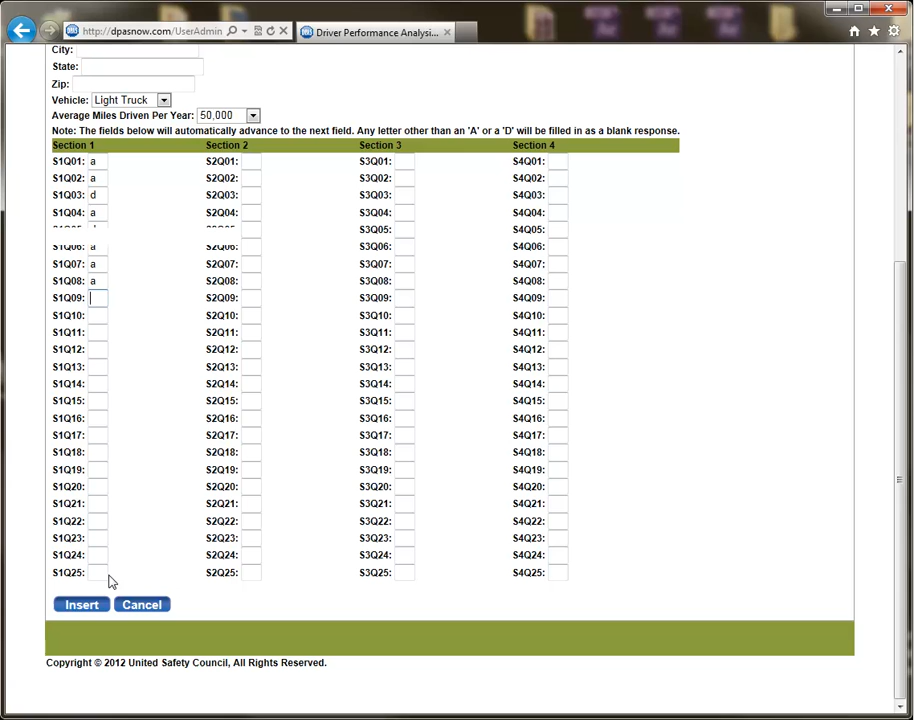 http://dpasnow.com/UserAdmin
Driver Performance Analysi...
City:
State:
Zip:
Vehicle: Light Truck
Average Miles Driven Per Year: 50,000
Note: The fields below will automatically advance to the next field. Any letter other than an 'A' or a 'D' will be filled in as a blank response.
Section 1 Section 2 Section 3 Section 4
S1Q01: a S2Q01: S3Q01: S4Q01:
S1Q02: a S2Q02: S3Q02: S4Q02:
S1Q03: d S2Q03: S3Q03: S4Q03:
S1Q04: a S2Q04: S3Q04: S4Q04:
S3Q05: S4Q05:
S1Q06: a S2Q06: S3Q06: S4Q06:
S1Q07: a S2Q07: S3Q07: S4Q07:
S1Q08: a S2Q08: S3Q08: S4Q08:
S1Q09: S2Q09: S3Q09: S4Q09:
S1Q10: S2Q10: S3Q10: S4Q10:
S1Q11: S2Q11: S3Q11: S4Q11:
S1Q12: S2Q12: S3Q12: S4Q12:
S1Q13: S2Q13: S3Q13: S4Q13:
S1Q14: S2Q14: S3Q14: S4Q14:
S1Q15: S2Q15: S3Q15: S4Q15:
S1Q16: S2Q16: S3Q16: S4Q16:
S1Q17: S2Q17: S3Q17: S4Q17:
S1Q18: S2Q18: S3Q18: S4Q18:
S1Q19: S2Q19: S3Q19: S4Q19:
S1Q20: S2Q20: S3Q20: S4Q20:
S1Q21: S2Q21: S3Q21: S4Q21:
S1Q22: S2Q22: S3Q22: S4Q22:
S1Q23: S2Q23: S3Q23: S4Q23:
S1Q24: S2Q24: S3Q24: S4Q24:
S1Q25: S2Q25: S3Q25: S4Q25:
Insert Cancel
Copyright © 2012 United Safety Council, All Rights Reserved.